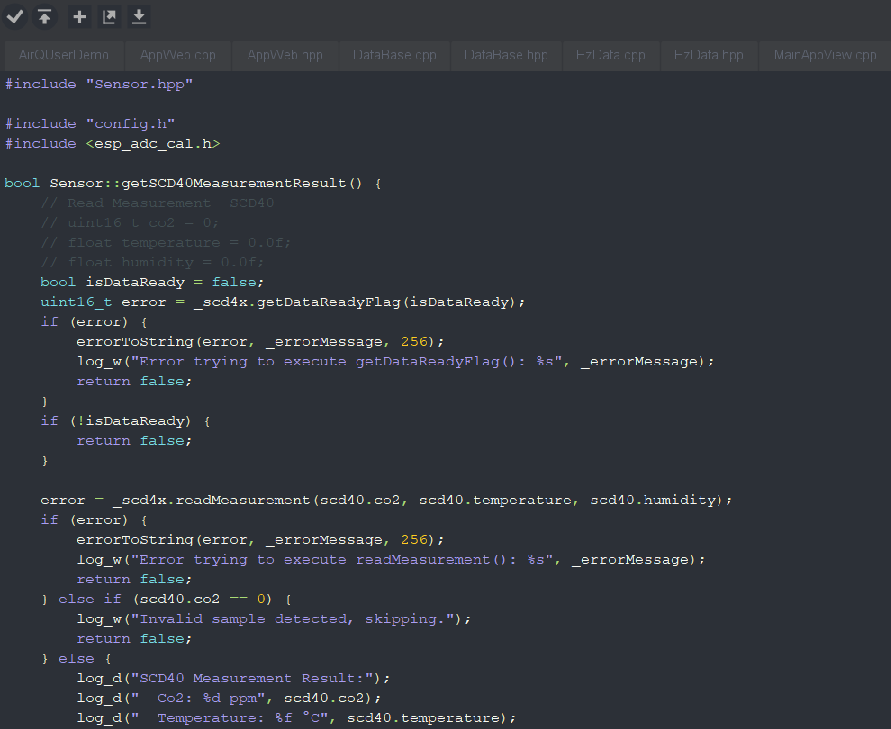 AirQUserDemo AppWeb.cpp AppWeb.hpp DataBase.cpp DataBase.hpp EzData.cpp EzData.hpp MainAppView.cpp
#include "Sensor.hpp"
#include "config.h"
#include <esp_adc_cal.h>
bool Sensor::getSCD40MeasurementResult() {
// Read Measurement  SCD40
// uint16_t co2 = 0;
// float temperature = 0.0f;
// float humidity = 0.0f;
bool isDataReady = false;
uint16_t error = _scd4x.getDataReadyFlag(isDataReady);
if (error) {
errorToString(error, _errorMessage, 256);
log_w("Error trying to execute getDataReadyFlag(): %s", _errorMessage);
return false;
}
if (!isDataReady) {
return false;
}
error = _scd4x.readMeasurement(scd40.co2, scd40.temperature, scd40.humidity);
if (error) {
errorToString(error, _errorMessage, 256);
log_w("Error trying to execute readMeasurement(): %s", _errorMessage);
return false;
} else if (scd40.co2 == 0) {
log_w("Invalid sample detected, skipping.");
return false;
} else {
log_d("SCD40 Measurement Result:");
log_d("  Co2: %d ppm", scd40.co2);
log_d("  Temperature: %f °C", scd40.temperature);